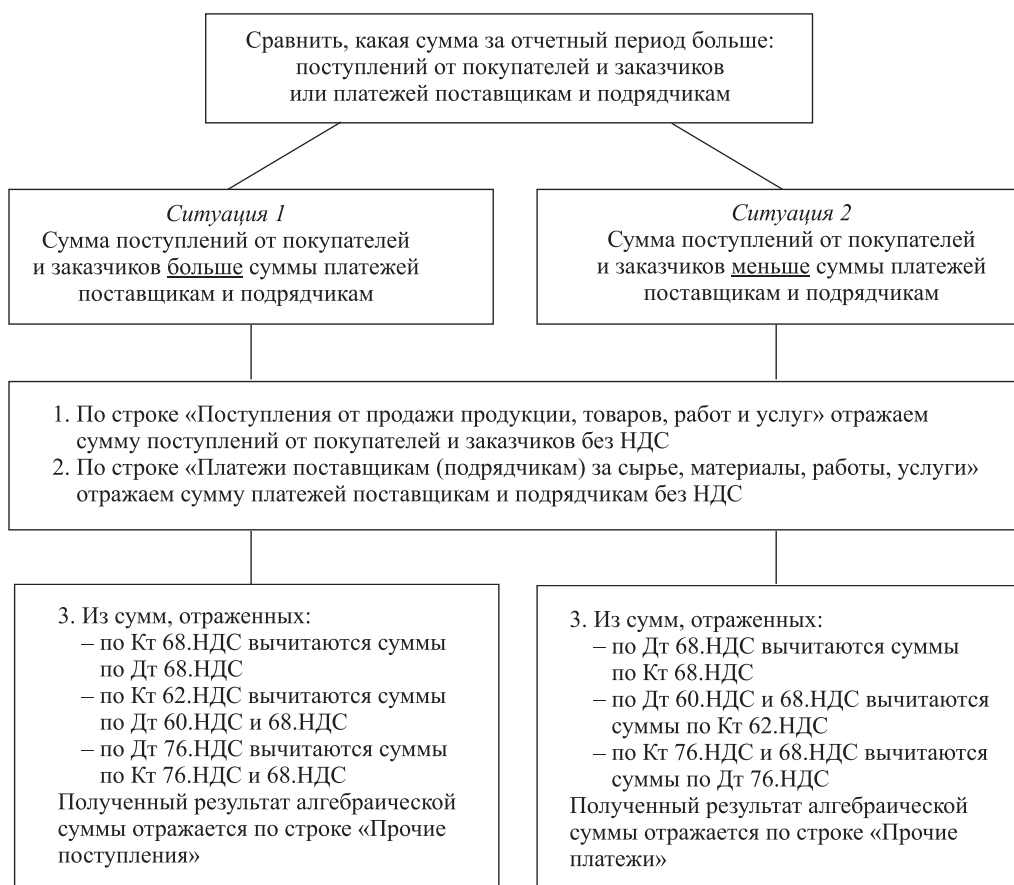 Сравнить, какая сумма за отчетный период больше:
поступлений от покупателей и заказчиков
или платежей поставщикам и подрядчикам
Ситуация 1
Сумма поступлений от покупателей
и заказчиков больше суммы платежей
поставщикам и подрядчикам
Ситуация 2
Сумма поступлений от покупателей
и заказчиков меньше суммы платежей
поставщикам и подрядчикам
1. По строке «Поступления от продажи продукции, товаров, работ и услуг» отражаем
сумму поступлений от покупателей и заказчиков без НДС
2. По строке «Платежи поставщикам (подрядчикам) за сырье, материалы, работы, услуги»
отражаем сумму платежей поставщикам и подрядчикам без НДС
3. Из сумм, отраженных:
– по Кт 68.НДС вычитаются суммы
по Дт 68.НДС
– по Кт 62.НДС вычитаются суммы
по Дт 60.НДС и 68.НДС
– по Дт 76.НДС вычитаются суммы
по Кт 76.НДС и 68.НДС
Полученный результат алгебраической
суммы отражается по строке «Прочие
поступления»
3. Из сумм, отраженных:
– по Дт 68.НДС вычитаются суммы
по Кт 68.НДС
– по Дт 60.НДС и 68.НДС вычитаются
суммы по Кт 62.НДС
– по Кт 76.НДС и 68.НДС вычитаются
суммы по Дт 76.НДС
Полученный результат алгебраической
суммы отражается по строке «Прочие
платежи»